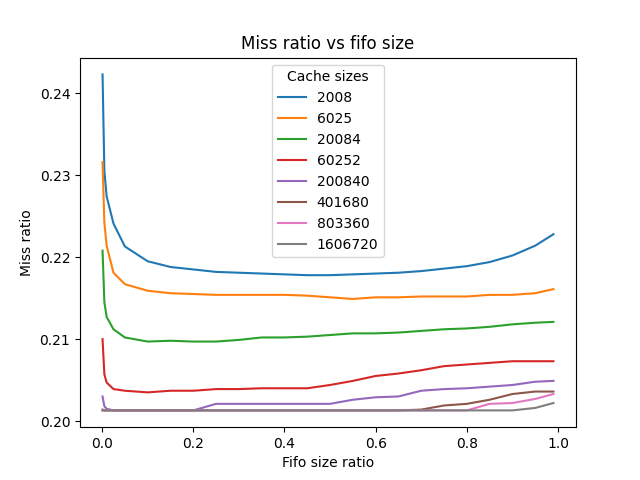 Miss ratio vs fifo size
Cache sizes
2008
6025
20084
60252
200840
401680
803360
1606720
Miss ratio
0.24
0.23
0.22
0.21
0.20
0.0 0.2 0.4 0.6 0.8 1.0
Fifo size ratio